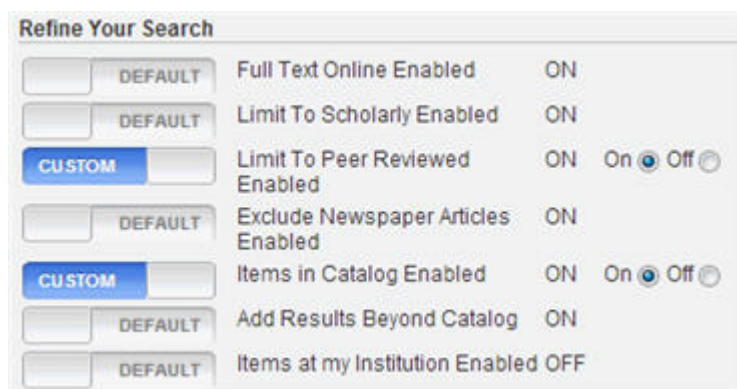 Refine Your Search
DEFAULT Full Text Online Enabled ON
DEFAULT Limit To Scholarly Enabled ON
CUSTOM Limit To Peer Reviewed ON On Off
Enabled
DEFAULT Exclude Newspaper Articles ON
Enabled
CUSTOM Items in Catalog Enabled ON On Off
DEFAULT Add Results Beyond Catalog ON
DEFAULT Items at my Institution Enabled OFF